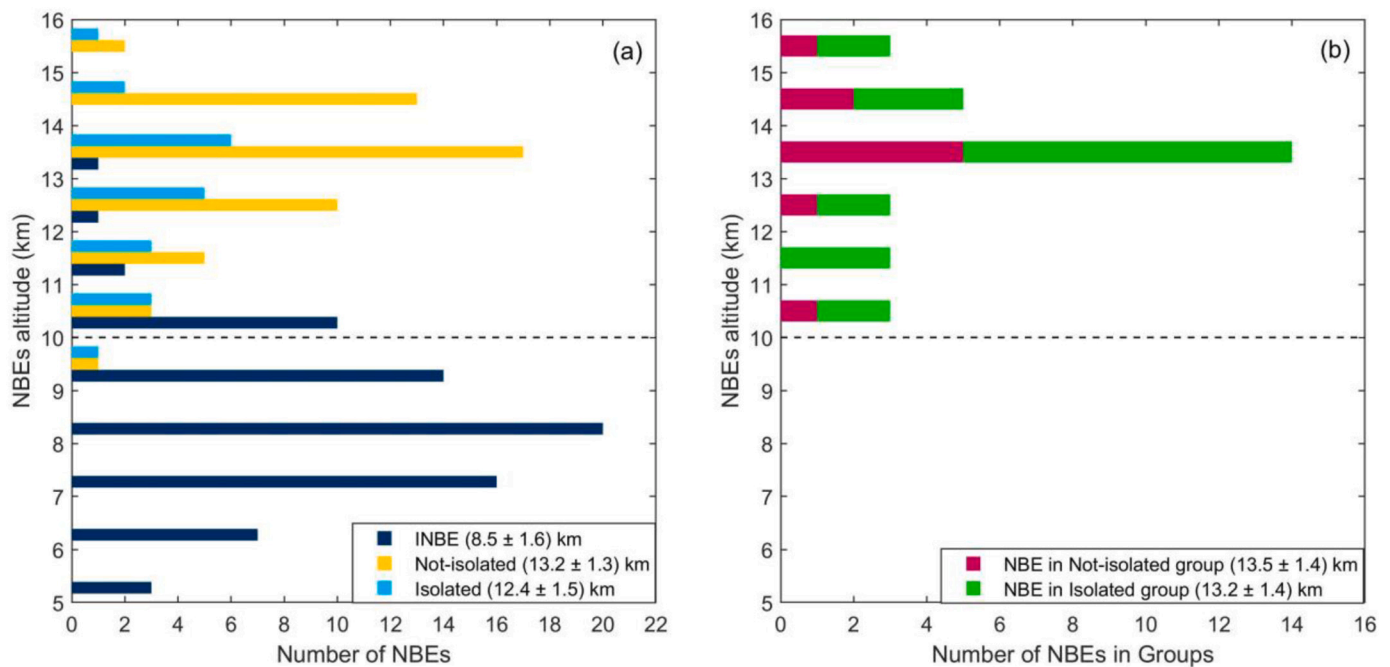 (a)
NBEs altitude (km)
16
15
14
13
12
11
10
9
8
7
6
5
INBE (8.5 ± 1.6) km
Not-isolated (13.2 ± 1.3) km
Isolated (12.4 ± 1.5) km
0 2 4 6 8 10 12 14 16 18 20 22
Number of NBEs
(b)
NBEs altitude (km)
16
15
14
13
12
11
10
9
8
7
6
5
NBE in Not-isolated group (13.5 ± 1.4) km
NBE in Isolated group (13.2 ± 1.4) km
0 2 4 6 8 10 12 14 16
Number of NBEs in Groups